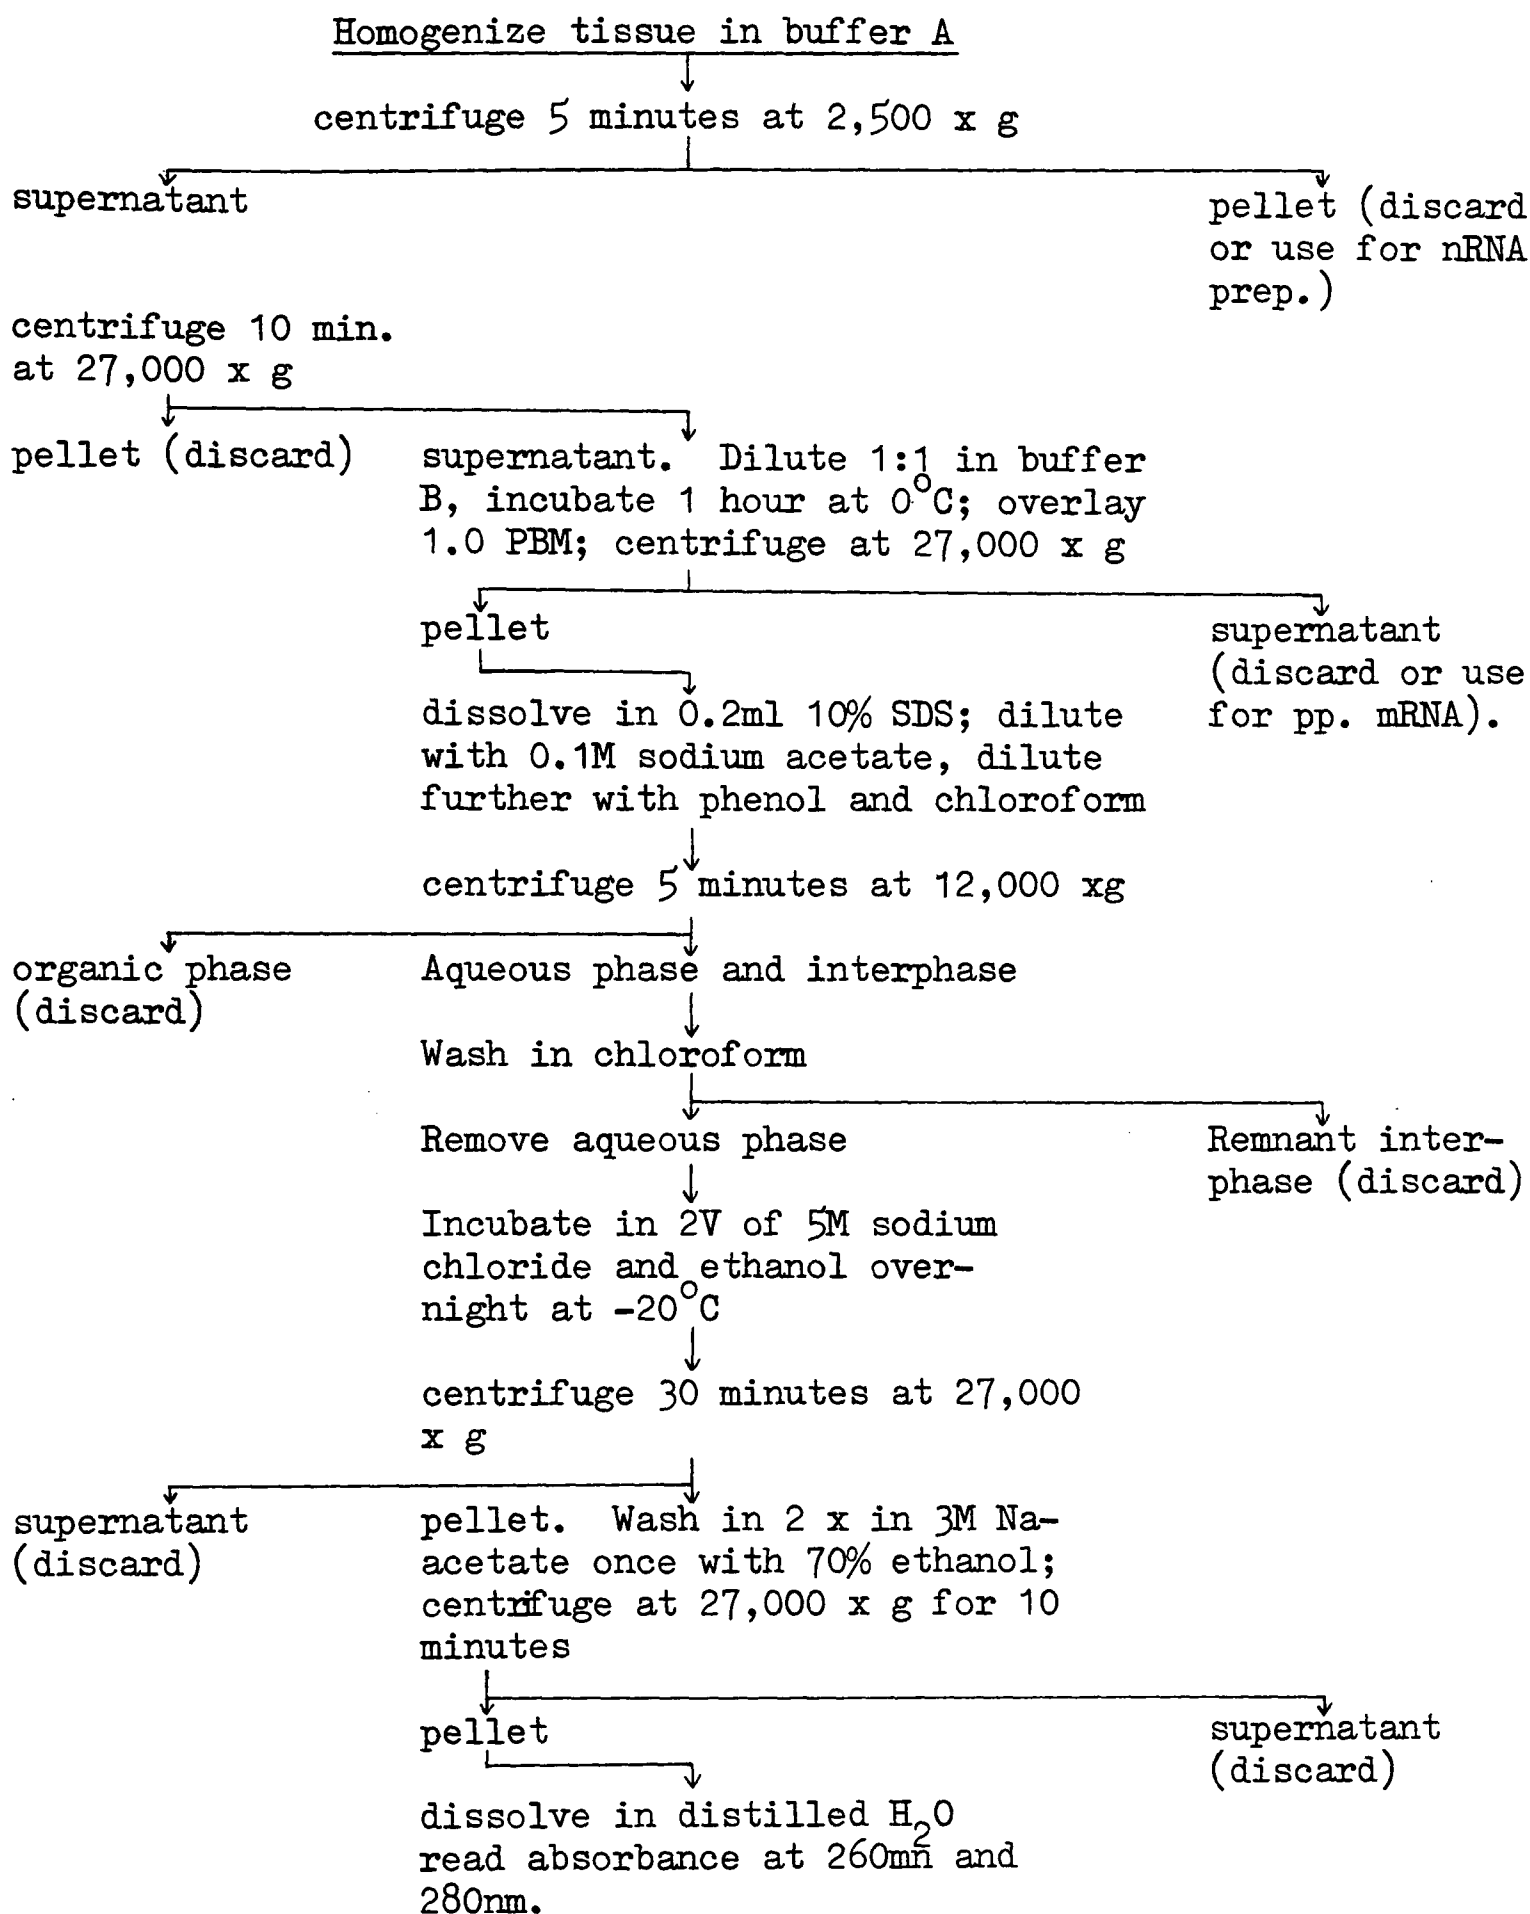 Homogenize tissue in buffer A
centrifuge 5 minutes at 2,500 x g
supernatant
pellet (discard
or use for nRNA
prep.)
centrifuge 10 min.
at 27,000 x g
pellet (discard)
supernatant. Dilute 1:1 in buffer
B, incubate 1 hour at 0°C; overlay
1.0 PBM; centrifuge at 27,000 x g
pellet
supernatant
(discard or use
for pp. mRNA).
dissolve in 0.2ml 10% SDS; dilute
with 0.1M sodium acetate, dilute
further with phenol and chloroform
centrifuge 5 minutes at 12,000 xg
organic phase
(discard)
Aqueous phase and interphase
Wash in chloroform
Remove aqueous phase
Remnant inter-
phase (discard)
Incubate in 2V of 5M sodium
chloride and ethanol over-
night at -20°C
centrifuge 30 minutes at 27,000
x g
supernatant
(discard)
pellet. Wash in 2 x in 3M Na-
acetate once with 70% ethanol;
centrifuge at 27,000 x g for 10
minutes
pellet
supernatant
(discard)
dissolve in distilled H2O
read absorbance at 260mn and
280nm.